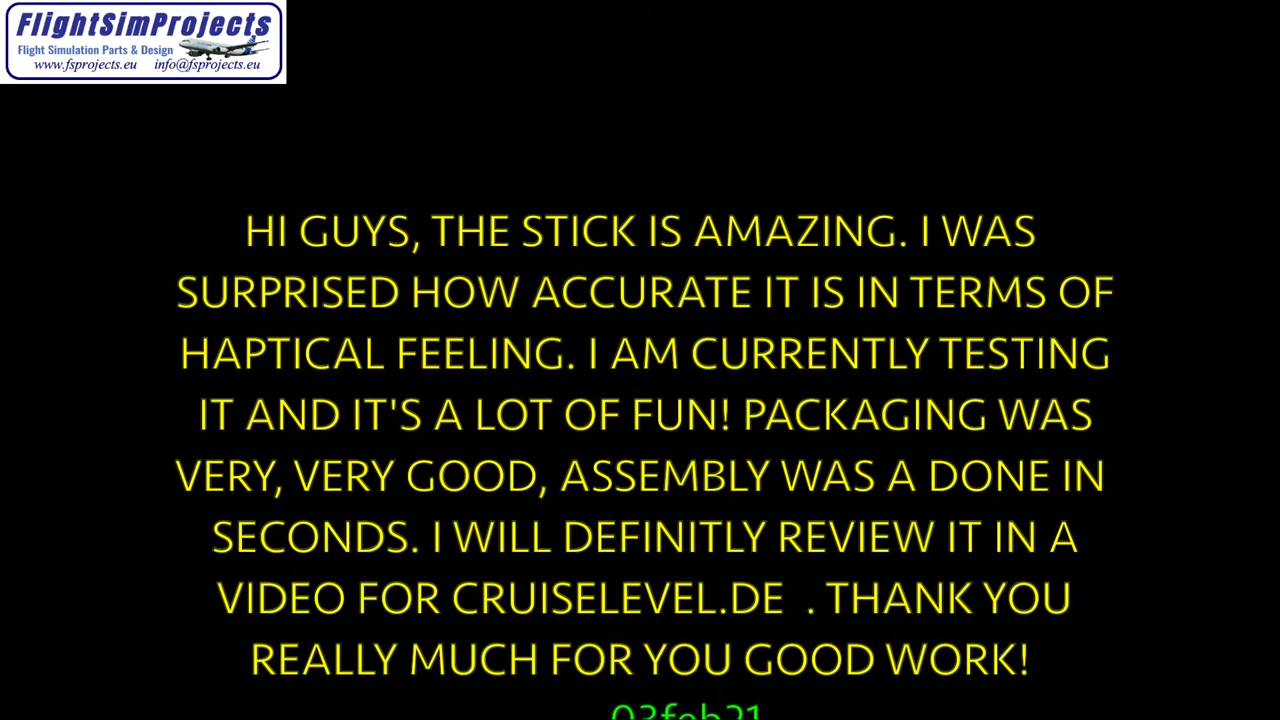 FlightSimProjects
Flight Simulation Parts & Design
www.fsprojects.eu info@fsprojects.eu
HI GUYS, THE STICK IS AMAZING. I WAS
SURPRISED HOW ACCURATE IT IS IN TERMS OF
HAPTICAL FEELING. I AM CURRENTLY TESTING
IT AND IT'S A LOT OF FUN! PACKAGING WAS
VERY, VERY GOOD, ASSEMBLY WAS A DONE IN
SECONDS. I WILL DEFINITLY REVIEW IT IN A
VIDEO FOR CRUISELEVEL.DE . THANK YOU
REALLY MUCH FOR YOU GOOD WORK!
03feb21